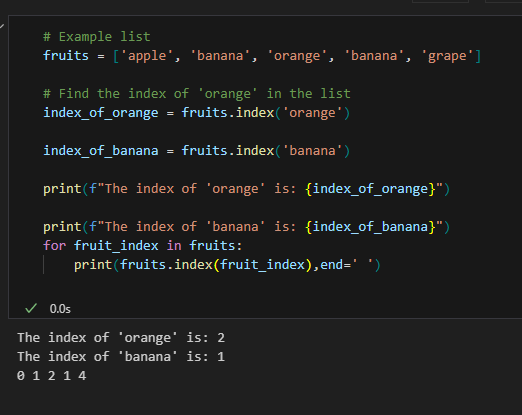 # Example list
fruits = ['apple', 'banana', 'orange', 'banana', 'grape']
# Find the index of 'orange' in the list
index_of_orange = fruits.index('orange')
index_of_banana = fruits.index('banana')
print(f"The index of 'orange' is: {index_of_orange}")
print(f"The index of 'banana' is: {index_of_banana}")
for fruit_index in fruits:
    print(fruits.index(fruit_index),end=' ')
0.0s
The index of 'orange' is: 2
The index of 'banana' is: 1
0 1 2 1 4